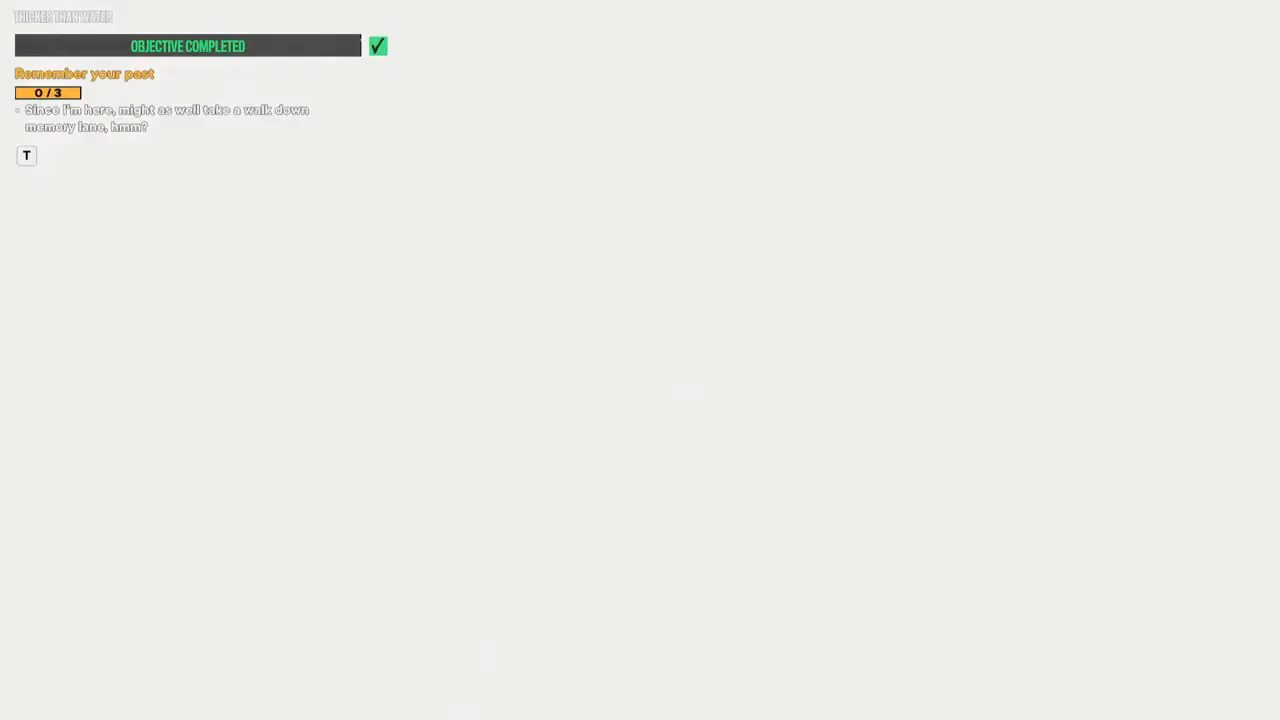 THICKER THAN WATER
OBJECTIVE COMPLETED
Remember your past
0 / 3
Since I'm here, might as well take a walk down
memory lane, hmm?
T